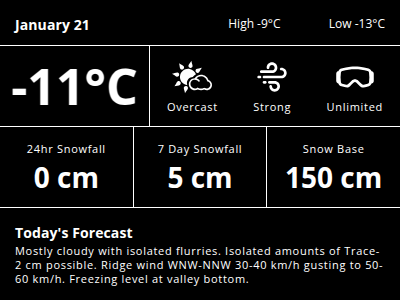 January 21 High -9°C Low -13°C
-11°C
Overcast Strong Unlimited
24hr Snowfall 7 Day Snowfall Snow Base
0 cm 5 cm 150 cm
Today's Forecast
Mostly cloudy with isolated flurries. Isolated amounts of Trace-
2 cm possible. Ridge wind WNW-NNW 30-40 km/h gusting to 50-
60 km/h. Freezing level at valley bottom.